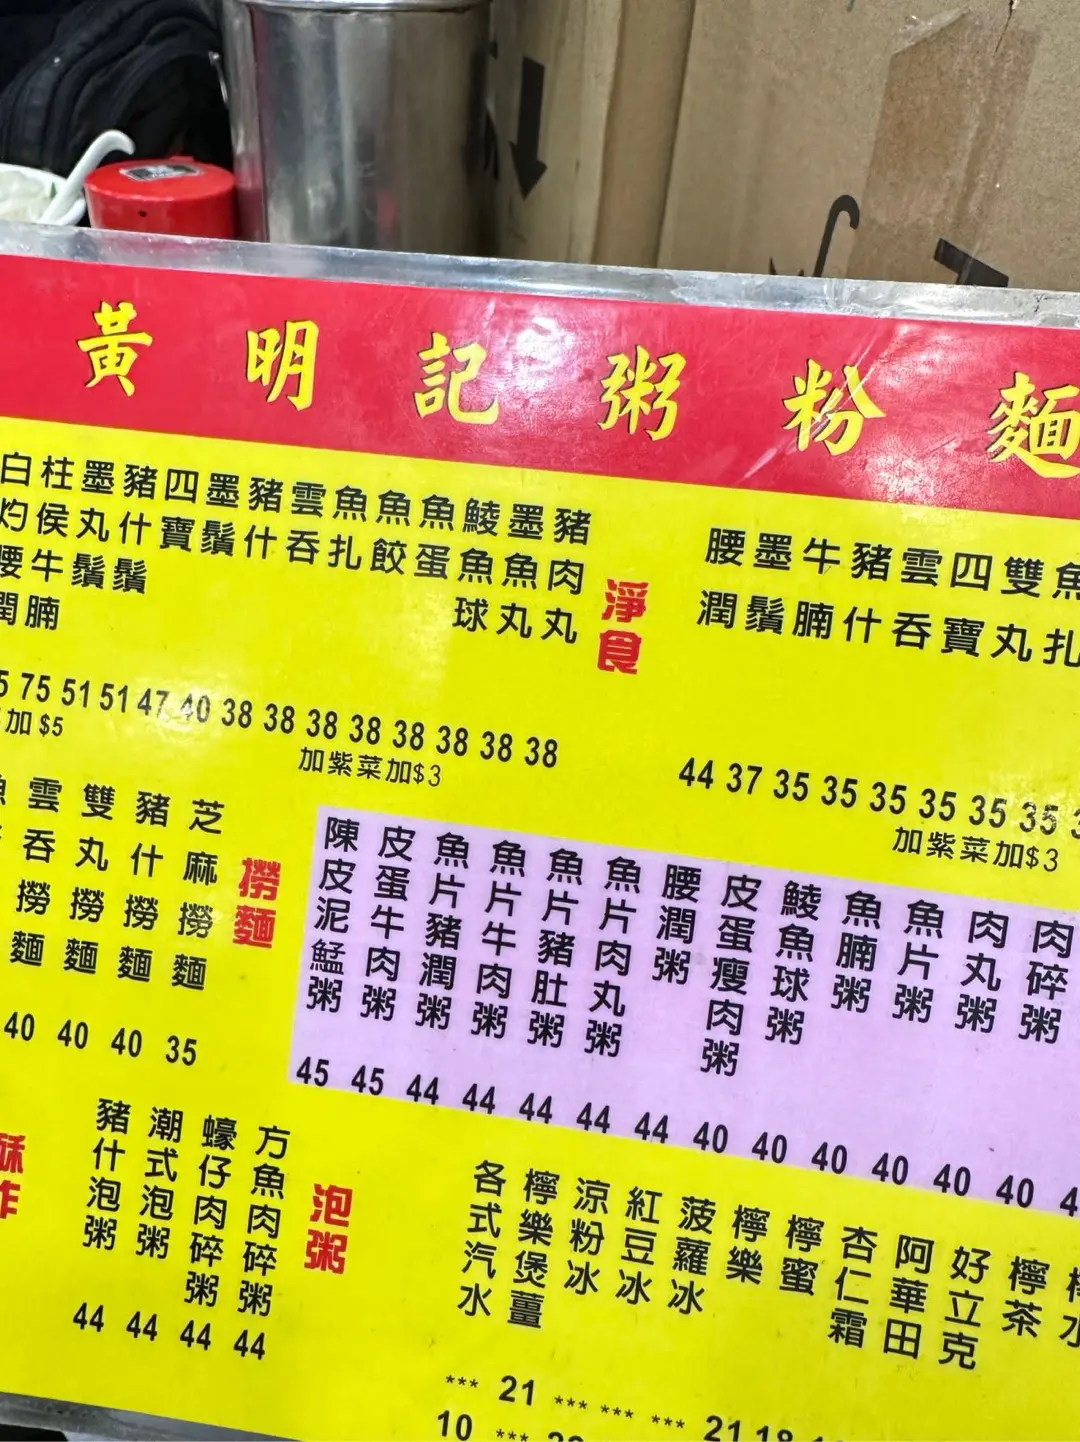 黃明記粥粉麵
魚扎
雙丸
四寶
雲吞
豬什
牛腩
墨鬚
腰潤
44 37 35 35 35 35 35 35
加紫菜加$3
淨食
豬肉丸
墨魚丸
鯪魚球
魚蛋
魚餃
魚扎
雲吞
豬什
墨鬚
四寶
豬什鬚
墨丸鬚
柱侯牛腩
白灼腰潤
5 75 51 51 47 40 38 38 38 38 38 38 38 38
加$5
加紫菜加$3
肉碎粥
肉丸粥
魚片粥
魚腩粥
鯪魚球粥
皮蛋瘦肉粥
腰潤粥
魚片肉丸粥
魚片豬肚粥
魚片牛肉粥
魚片豬潤粥
皮蛋牛肉粥
陳皮泥鯭粥
45 45 44 44 44 44 44 40 40 40 40 40 40
撈麵
芝麻撈麵
豬什撈麵
雙丸撈麵
雲吞撈麵
40 40 40 35
泡粥
方魚肉碎粥
蠔仔肉碎粥
潮式泡粥
豬什泡粥
44 44 44 44
檸茶
好立克
阿華田
杏仁霜
檸蜜
檸樂
菠蘿冰
紅豆冰
涼粉冰
檸樂煲薑
各式汽水
*** 21 *** *** *** 21 18
10 ***